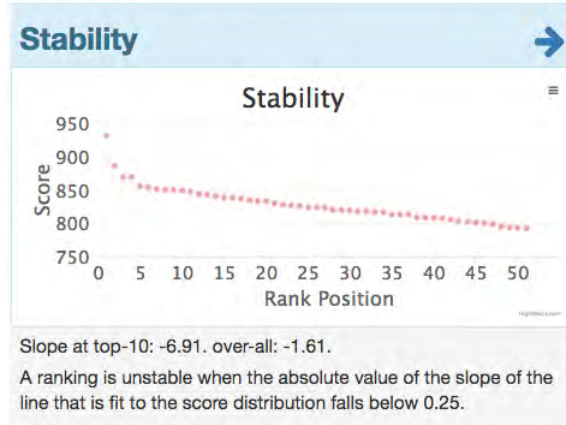 Stability
Stability
950
900
850
800
750
Score
0 5 10 15 20 25 30 35 40 45 50
Rank Position
Highcharts.com
Slope at top-10: -6.91. over-all: -1.61.
A ranking is unstable when the absolute value of the slope of the
line that is fit to the score distribution falls below 0.25.